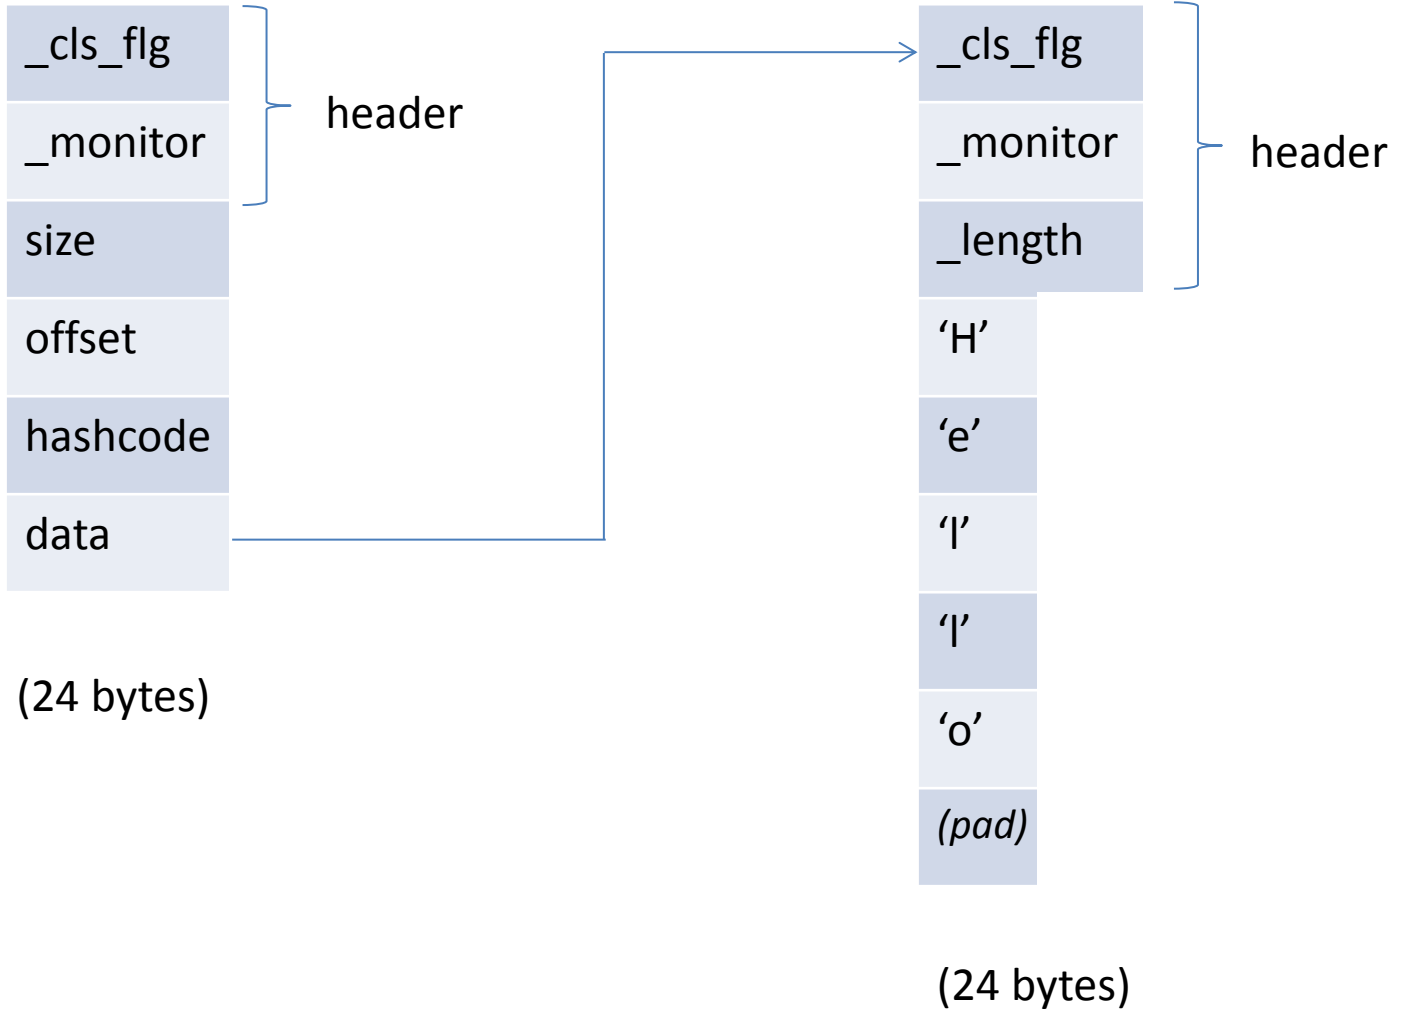 _cls_flg
_monitor
size
offset
hashcode
data
header
(24 bytes)
_cls_flg
_monitor
_length
‘H’
‘e’
‘l’
‘l’
‘o’
(pad)
header
(24 bytes)